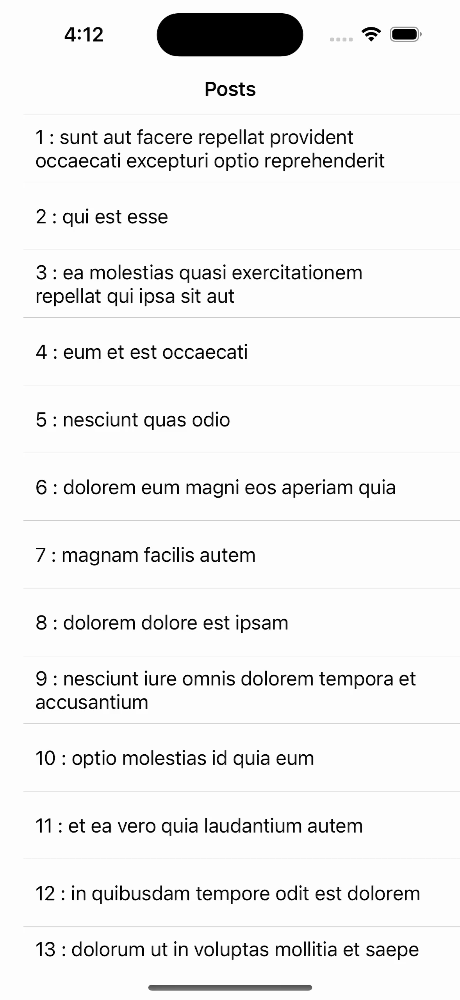 4:12
Posts
1 : sunt aut facere repellat provident
occaecati excepturi optio reprehenderit
2 : qui est esse
3 : ea molestias quasi exercitationem
repellat qui ipsa sit aut
4 : eum et est occaecati
5 : nesciunt quas odio
6 : dolorem eum magni eos aperiam quia
7 : magnam facilis autem
8 : dolorem dolore est ipsam
9 : nesciunt iure omnis dolorem tempora et
accusantium
10 : optio molestias id quia eum
11 : et ea vero quia laudantium autem
12 : in quibusdam tempore odit est dolorem
13 : dolorum ut in voluptas mollitia et saepe